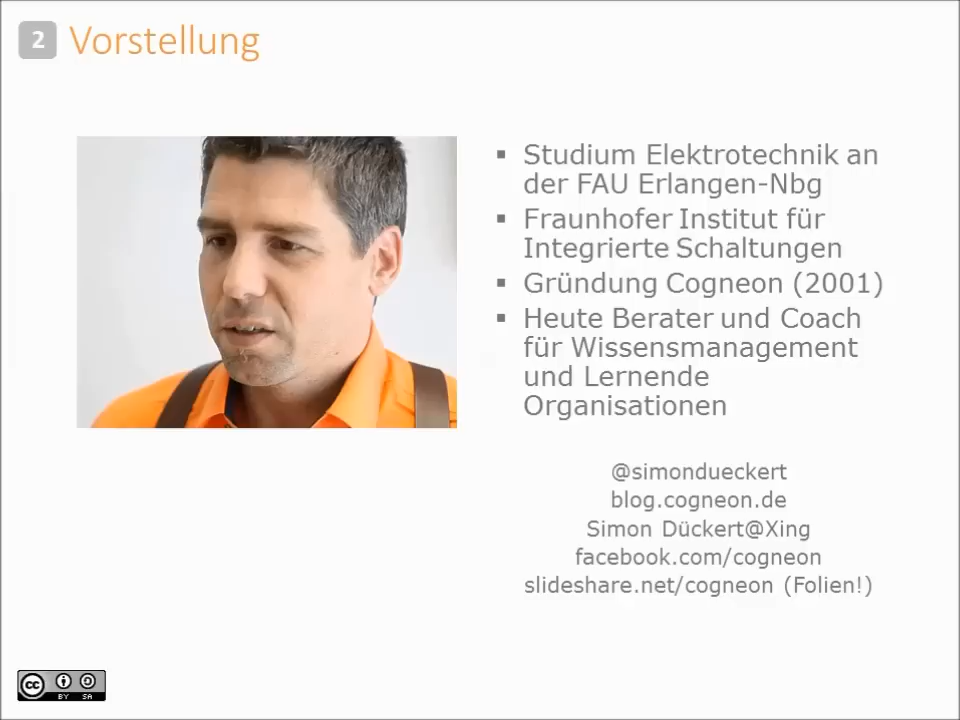 2 Vorstellung
▪ Studium Elektrotechnik an
der FAU Erlangen-Nbg
▪ Fraunhofer Institut für
Integrierte Schaltungen
▪ Gründung Cogneon (2001)
▪ Heute Berater und Coach
für Wissensmanagement
und Lernende
Organisationen
@simondueckert
blog.cogneon.de
Simon Dückert@Xing
facebook.com/cogneon
slideshare.net/cogneon (Folien!)
cc
BY SA